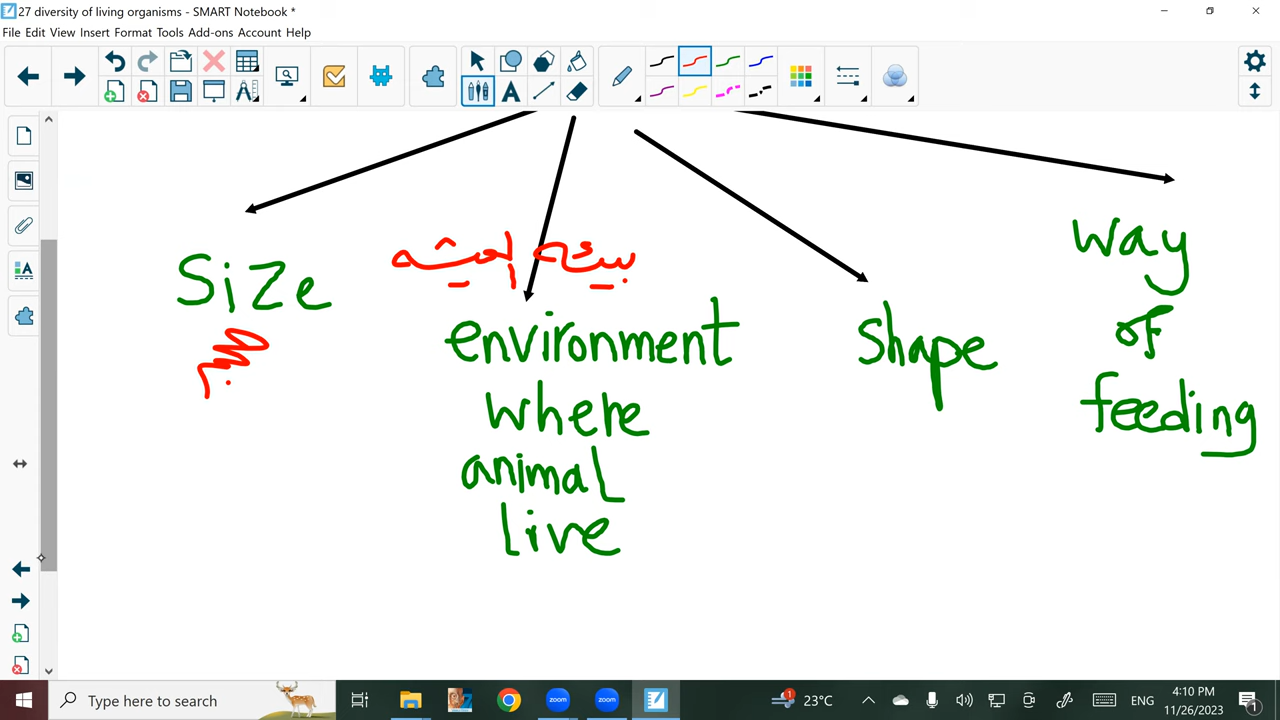 27 diversity of living organisms - SMART Notebook *
File Edit View Insert Format Tools Add-ons Account Help
Size
بيئة
environment
where
animal
live
shape
way
of
feeding
Type here to search
1
23°C
ENG
4:10 PM
11/26/2023
1